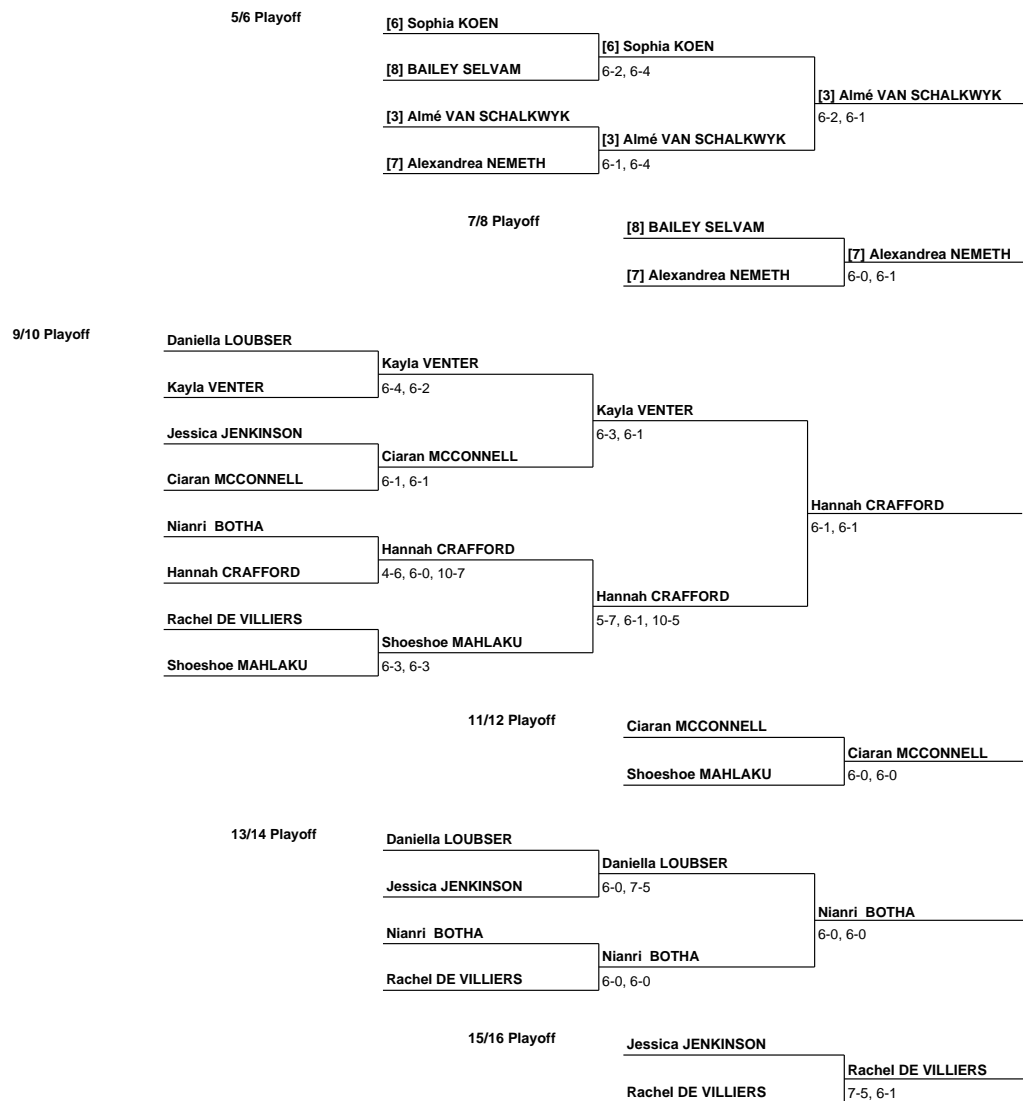 5/6 Playoff
[6] Sophia KOEN
[6] Sophia KOEN
[8] BAILEY SELVAM
6-2, 6-4
[3] Almé VAN SCHALKWYK
[3] Almé VAN SCHALKWYK
6-2, 6-1
[3] Almé VAN SCHALKWYK
[7] Alexandrea NEMETH
6-1, 6-4
7/8 Playoff
[8] BAILEY SELVAM
[7] Alexandrea NEMETH
[7] Alexandrea NEMETH
6-0, 6-1
9/10 Playoff
Daniella LOUBSER
Kayla VENTER
Kayla VENTER
6-4, 6-2
Kayla VENTER
Jessica JENKINSON
6-3, 6-1
Ciaran MCCONNELL
Ciaran MCCONNELL
6-1, 6-1
Hannah CRAFFORD
Nianri BOTHA
6-1, 6-1
Hannah CRAFFORD
Hannah CRAFFORD
4-6, 6-0, 10-7
Hannah CRAFFORD
Rachel DE VILLIERS
5-7, 6-1, 10-5
Shoeshoe MAHLAKU
Shoeshoe MAHLAKU
6-3, 6-3
11/12 Playoff
Ciaran MCCONNELL
Ciaran MCCONNELL
Shoeshoe MAHLAKU
6-0, 6-0
13/14 Playoff
Daniella LOUBSER
Daniella LOUBSER
Jessica JENKINSON
6-0, 7-5
Nianri BOTHA
Nianri BOTHA
6-0, 6-0
Nianri BOTHA
Rachel DE VILLIERS
6-0, 6-0
15/16 Playoff
Jessica JENKINSON
Rachel DE VILLIERS
Rachel DE VILLIERS
7-5, 6-1